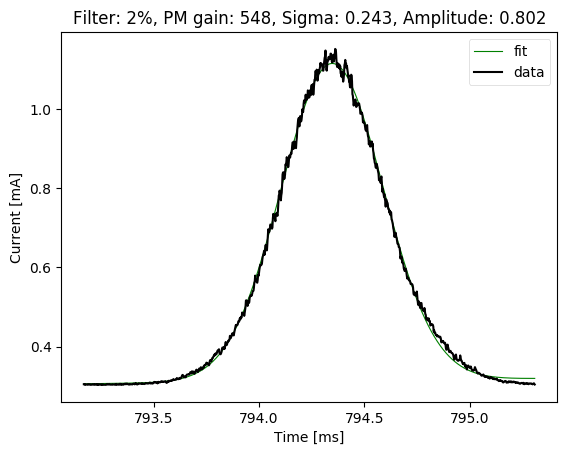 Filter: 2%, PM gain: 548, Sigma: 0.243, Amplitude: 0.802
fit
data
1.0
0.8
0.6
0.4
Current [mA]
793.5
794.0
794.5
795.0
Time [ms]